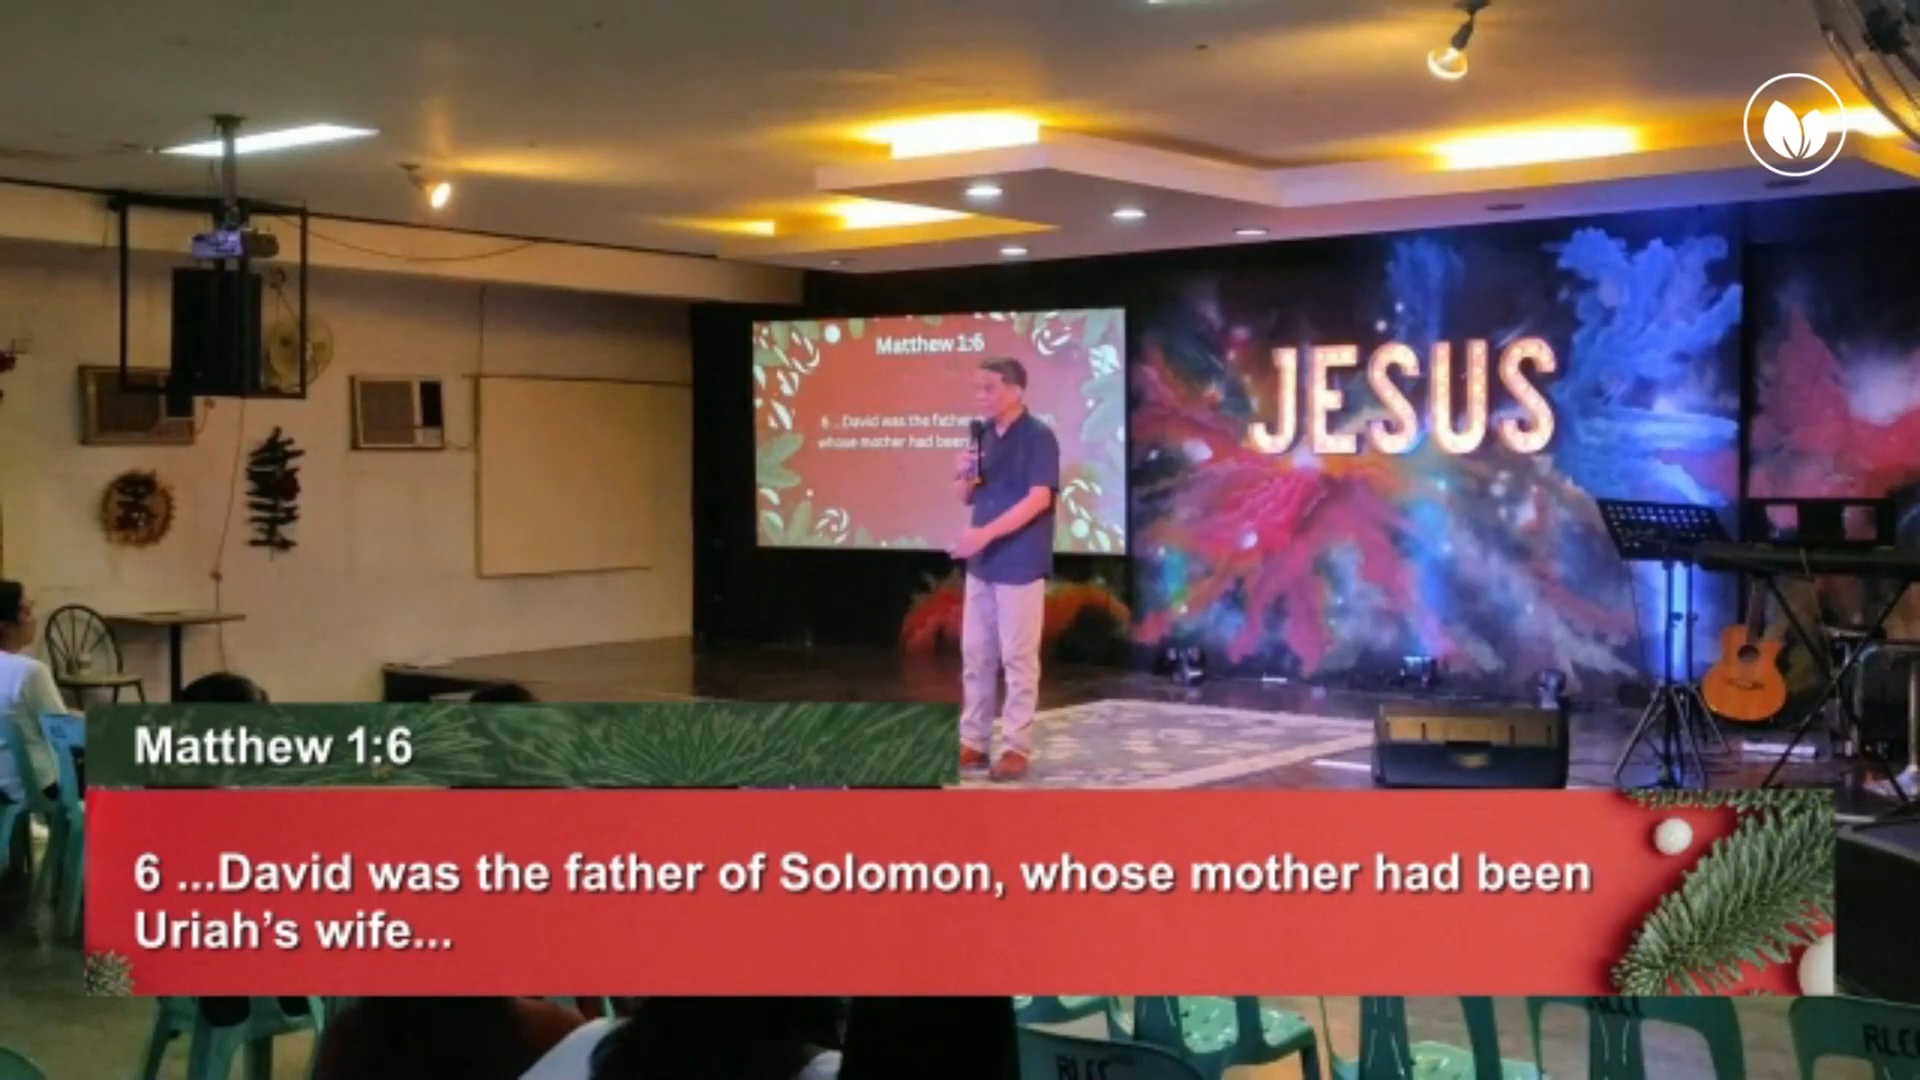 Matthew 1:6
6 ...David was the father
whose mother had been
JESUS
Matthew 1:6
6 ...David was the father of Solomon, whose mother had been
Uriah’s wife...
RLCC